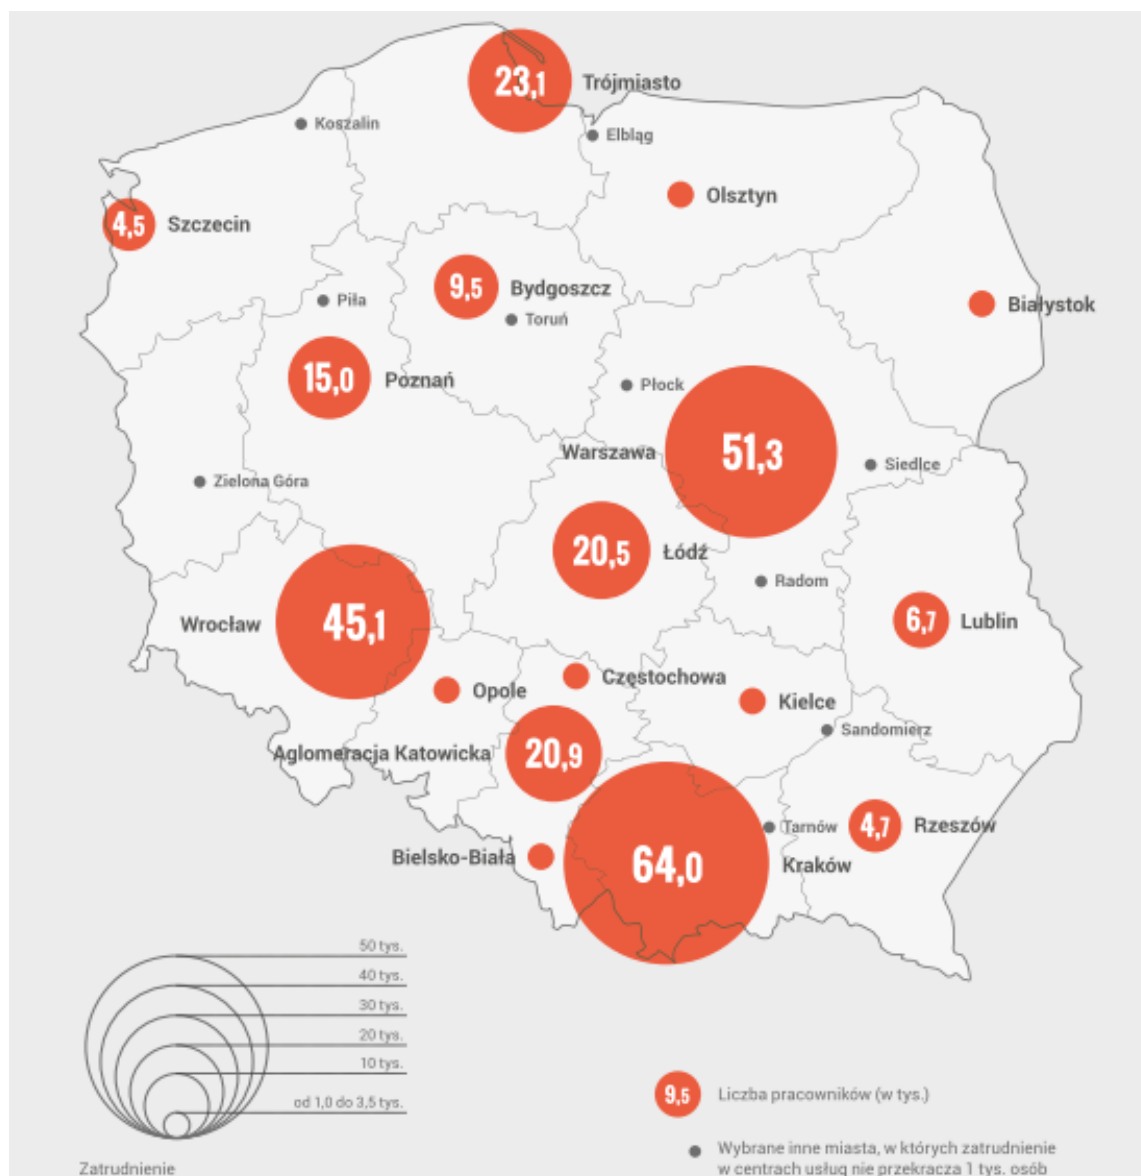 23,1 Trójmiasto
Koszalin
Elbląg
Olsztyn
4,5 Szczecin
9,5 Bydgoszcz
Piła
Toruń
Białystok
15,0 Poznań
Płock
Warszawa 51,3
Siedlce
Zielona Góra
20,5 Łódź
Radom
Wrocław 45,1
6,7 Lublin
Częstochowa
Opole
Kielce
Sandomierz
Aglomeracja Katowicka 20,9
Tarnów
4,7 Rzeszów
Bielsko-Biała
64,0 Kraków
50 tys.
40 tys.
30 tys.
20 tys.
10 tys.
od 1,0 do 3,5 tys.
Zatrudnienie
9,5 Liczba pracowników (w tys.)
Wybrane inne miasta, w których zatrudnienie
w centrach usług nie przekracza 1 tys. osób